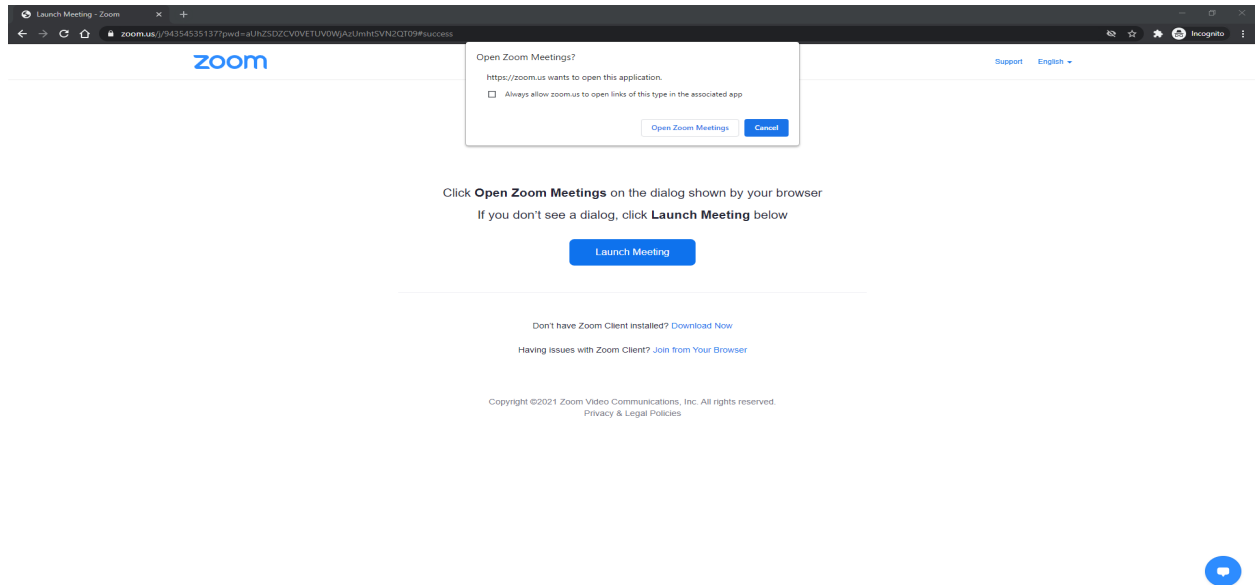 Launch Meeting - Zoom
zoom.us/j/94354535137?pwd=aUhZSDZCV0VETUV0WjAzUmhtSVN2QT09#success
Incognito
zoom
Support English
Open Zoom Meetings?
https://zoom.us wants to open this application.
Always allow zoom.us to open links of this type in the associated app
Open Zoom Meetings Cancel
Click Open Zoom Meetings on the dialog shown by your browser
If you don't see a dialog, click Launch Meeting below
Launch Meeting
Don't have Zoom Client installed? Download Now
Having issues with Zoom Client? Join from Your Browser
Copyright ©2021 Zoom Video Communications, Inc. All rights reserved.
Privacy & Legal Policies